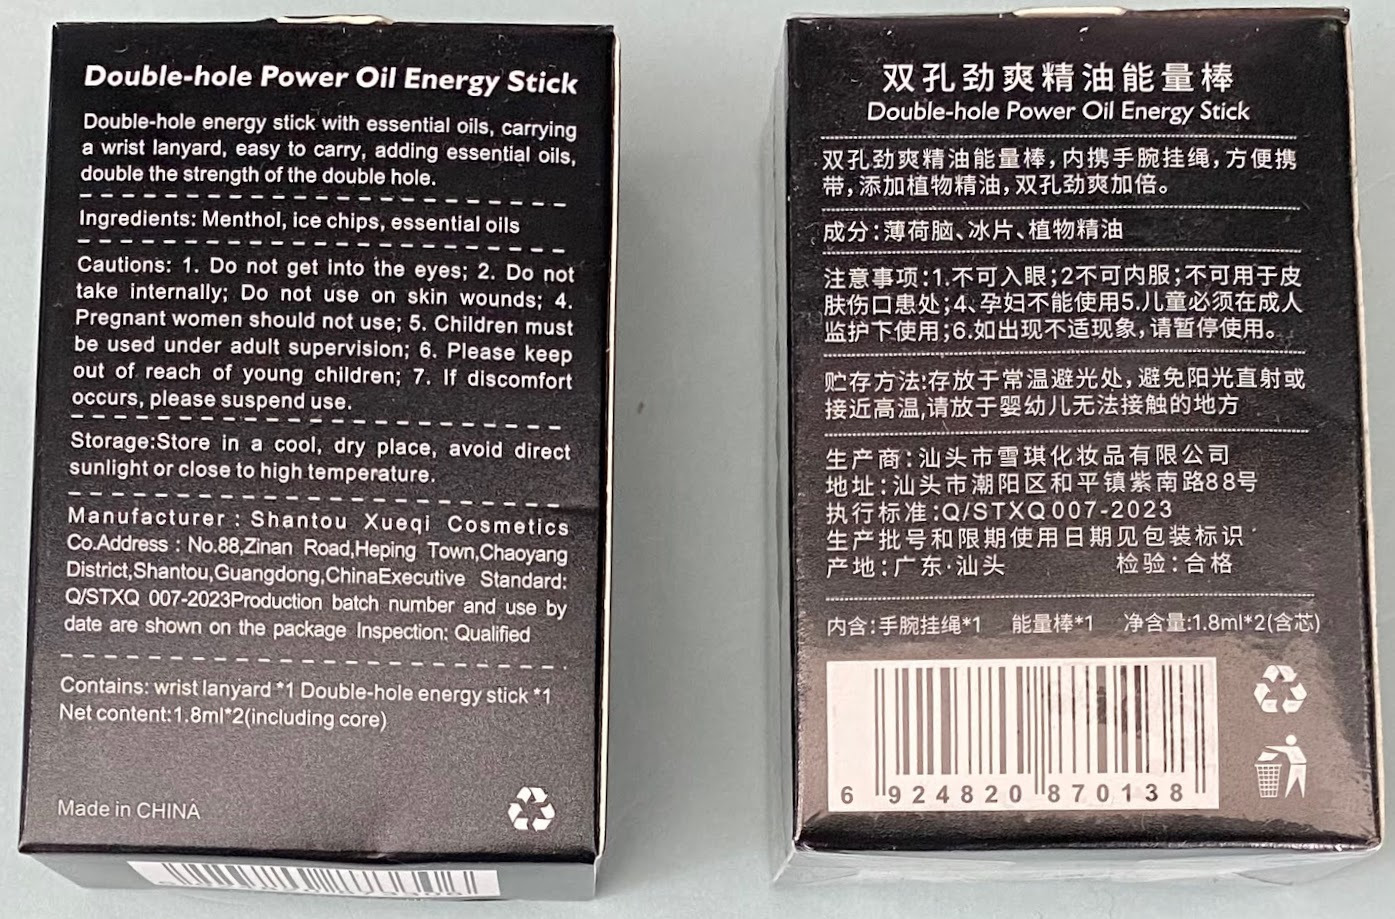 Double-hole Power Oil Energy Stick
Double-hole energy stick with essential oils, carrying
a wrist lanyard, easy to carry, adding essential oils,
double the strength of the double hole.
Ingredients: Menthol, ice chips, essential oils
Cautions: 1. Do not get into the eyes; 2. Do not
take internally; Do not use on skin wounds; 4.
Pregnant women should not use; 5. Children must
be used under adult supervision; 6. Please keep
out of reach of young children; 7. If discomfort
occurs, please suspend use.
Storage:Store in a cool, dry place, avoid direct
sunlight or close to high temperature.
Manufacturer : Shantou Xueqi Cosmetics
Co.Address : No.88,Zinan Road,Heping Town,Chaoyang
District,Shantou,Guangdong,ChinaExecutive Standard:
Q/STXQ 007-2023Production batch number and use by
date are shown on the package Inspection: Qualified
Contains: wrist lanyard *1 Double-hole energy stick *1
Net content:1.8ml*2(including core)
Made in CHINA
双孔劲爽精油能量棒
Double-hole Power Oil Energy Stick
双孔劲爽精油能量棒,内携手腕挂绳,方便携
带,添加植物精油,双孔劲爽加倍。
成分:薄荷脑、冰片、植物精油
注意事项:1.不可入眼;2不可内服;不可用于皮
肤伤口患处;4、孕妇不能使用5.儿童必须在成人
监护下使用;6.如出现不适现象,请暂停使用。
贮存方法:存放于常温避光处,避免阳光直射或
接近高温,请放于婴幼儿无法接触的地方
生产商:汕头市雪琪化妆品有限公司
地址:汕头市潮阳区和平镇紫南路88号
执行标准:Q/STXQ007-2023
生产批号和限期使用日期见包装标识
产地:广东·汕头 检验:合格
内含:手腕挂绳*1 能量棒*1 净含量:1.8ml*2(含芯)
6 924820 870138